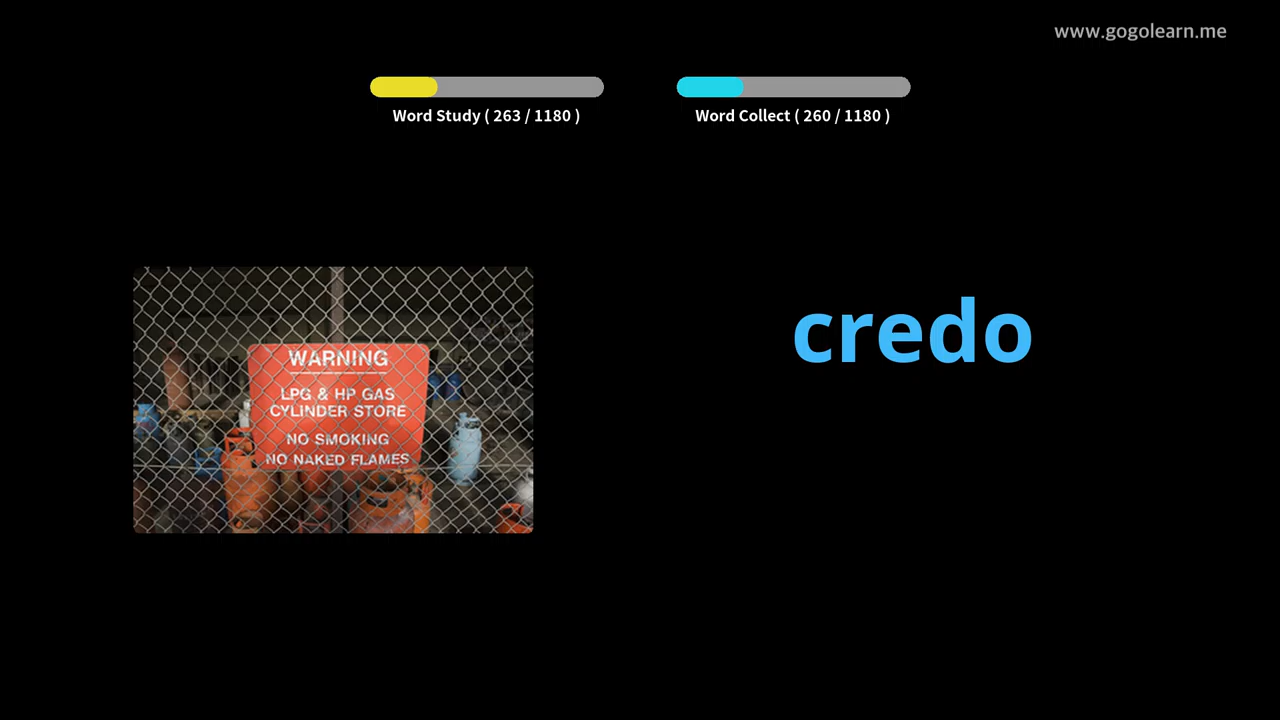 www.gogolearn.me
Word Study ( 263 / 1180 )
Word Collect ( 260 / 1180 )
credo
WARNING
LPG & HP GAS
CYLINDER STORE
NO SMOKING
NO NAKED FLAMES